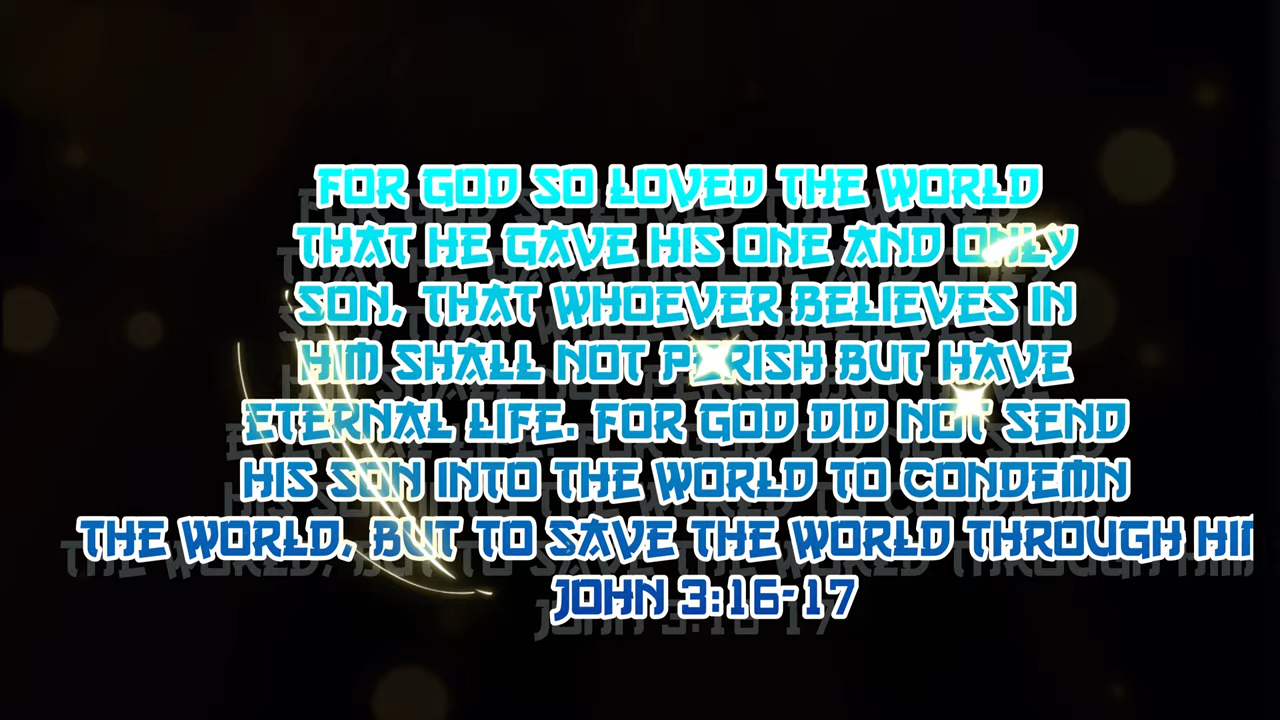 FOR GOD SO LOVED THE WORLD
THAT HE GAVE HIS ONE AND ONLY
SON, THAT WHOEVER BELIEVES IN
HIM SHALL NOT PERISH BUT HAVE
ETERNAL LIFE. FOR GOD DID NOT SEND
HIS SON INTO THE WORLD TO CONDEMN
THE WORLD, BUT TO SAVE THE WORLD THROUGH HIM
JOHN 3:16-17